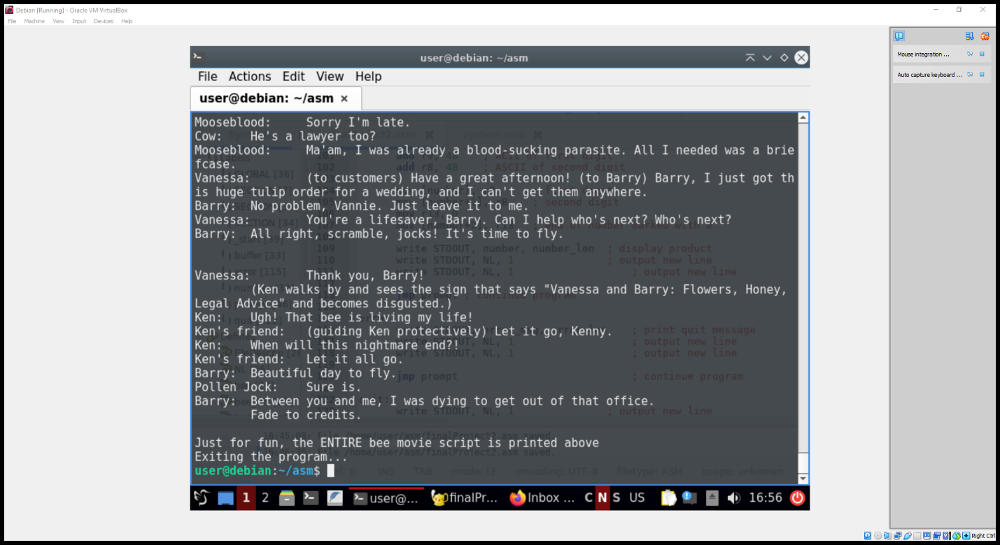 Debian [Running] - Oracle VM VirtualBox
File Machine View Input Devices Help
Mouse integration ...
Auto capture keyboard ...
user@debian: ~/asm
File Actions Edit View Help
user@debian: ~/asm
Mooseblood: Sorry I'm late.
Cow: He's a lawyer too?
Mooseblood: Ma'am, I was already a blood-sucking parasite. All I needed was a brie
fcase.
Vanessa: (to customers) Have a great afternoon! (to Barry) Barry, I just got th
is huge tulip order for a wedding, and I can't get them anywhere.
Barry: No problem, Vannie. Just leave it to me.
Vanessa: You're a lifesaver, Barry. Can I help who's next? Who's next?
Barry: All right, scramble, jocks! It's time to fly.
Vanessa: Thank you, Barry!
(Ken walks by and sees the sign that says "Vanessa and Barry: Flowers, Honey,
Legal Advice" and becomes disgusted.)
Ken: Ugh! That bee is living my life!
Ken's friend: (guiding Ken protectively) Let it go, Kenny.
Ken: When will this nightmare end?!
Ken's friend: Let it all go.
Barry: Beautiful day to fly.
Pollen Jock: Sure is.
Barry: Between you and me, I was dying to get out of that office.
Fade to credits.
Just for fun, the ENTIRE bee movie script is printed above
Exiting the program...
user@debian:~/asm$
1 2 user@... finalPr... Inbox ... C N S US 16:56
Right Ctrl